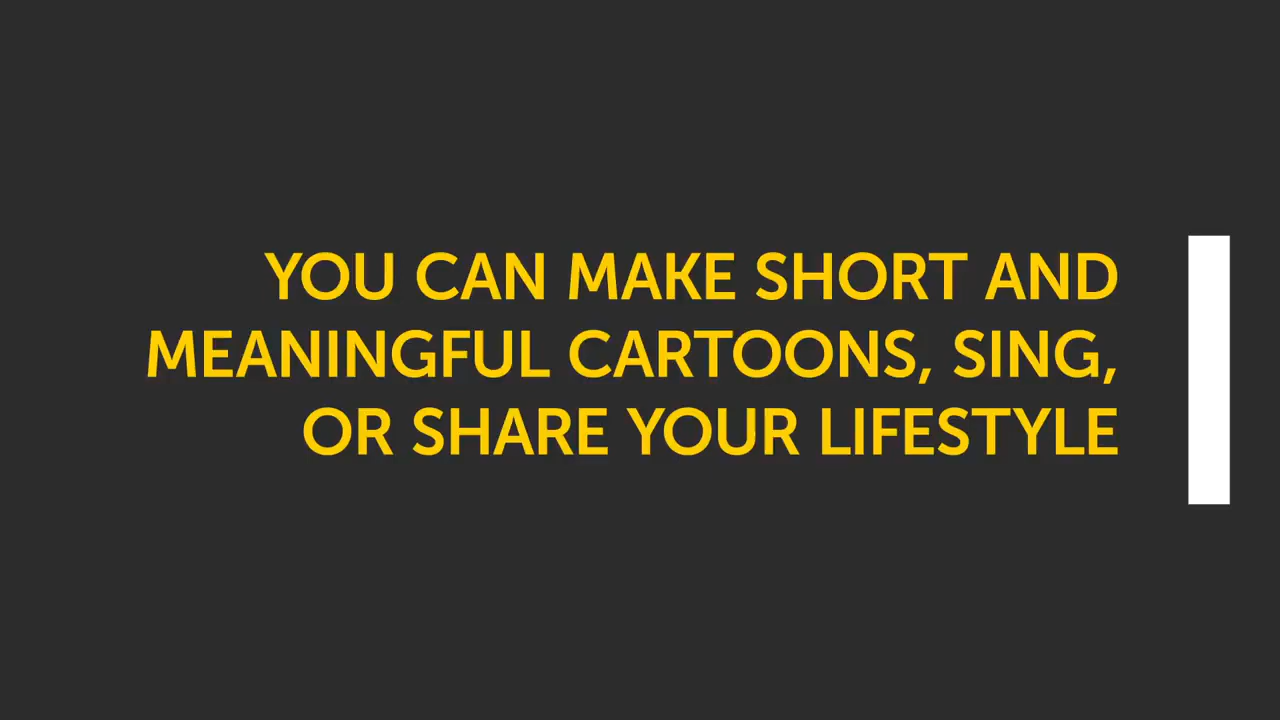 YOU CAN MAKE SHORT AND
MEANINGFUL CARTOONS, SING,
OR SHARE YOUR LIFESTYLE